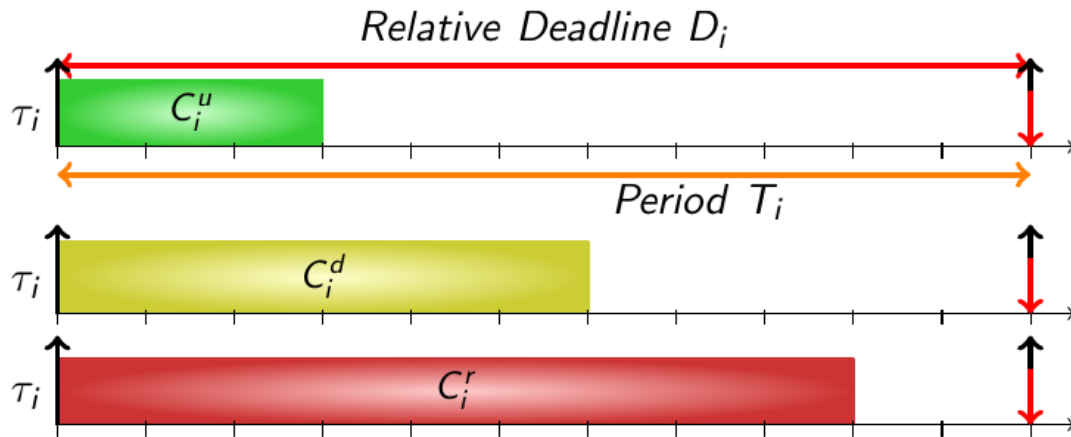 Relative Deadline D_i
τ_i C_i^u
Period T_i
τ_i C_i^d
τ_i C_i^r